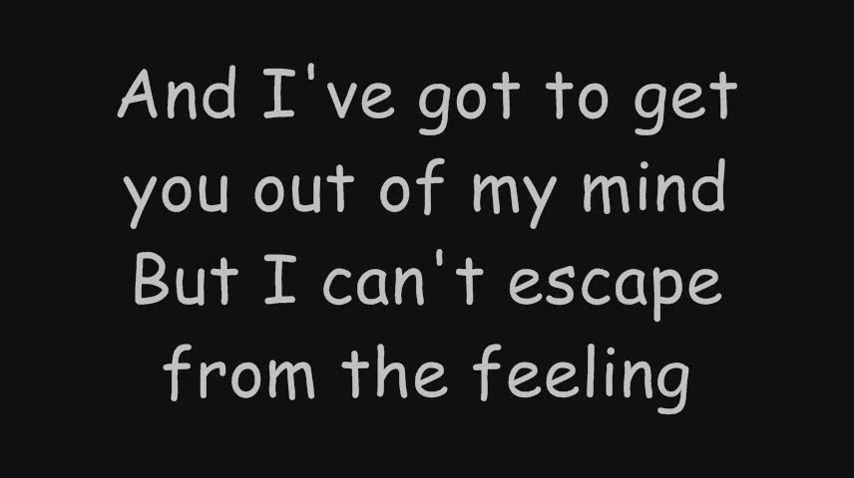 And I've got to get
you out of my mind
But I can't escape
from the feeling